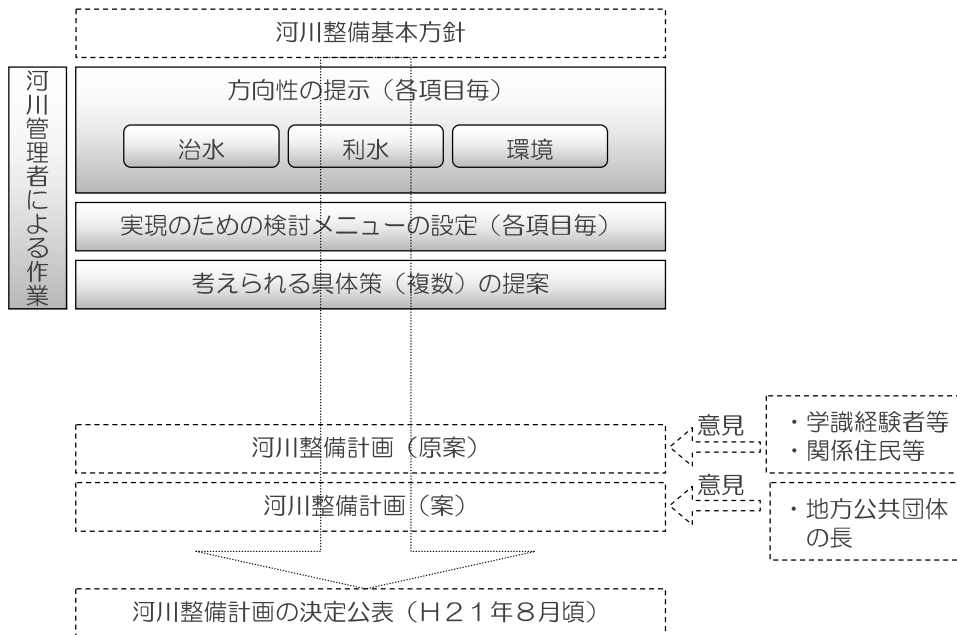 河川整備基本方針
河川管理者による作業
方向性の提示（各項目毎）
治水
利水
環境
実現のための検討メニューの設定（各項目毎）
考えられる具体策（複数）の提案
河川整備計画（原案）
意見
・学識経験者等
・関係住民等
河川整備計画（案）
意見
・地方公共団体
の長
河川整備計画の決定公表（Ｈ２１年８月頃）